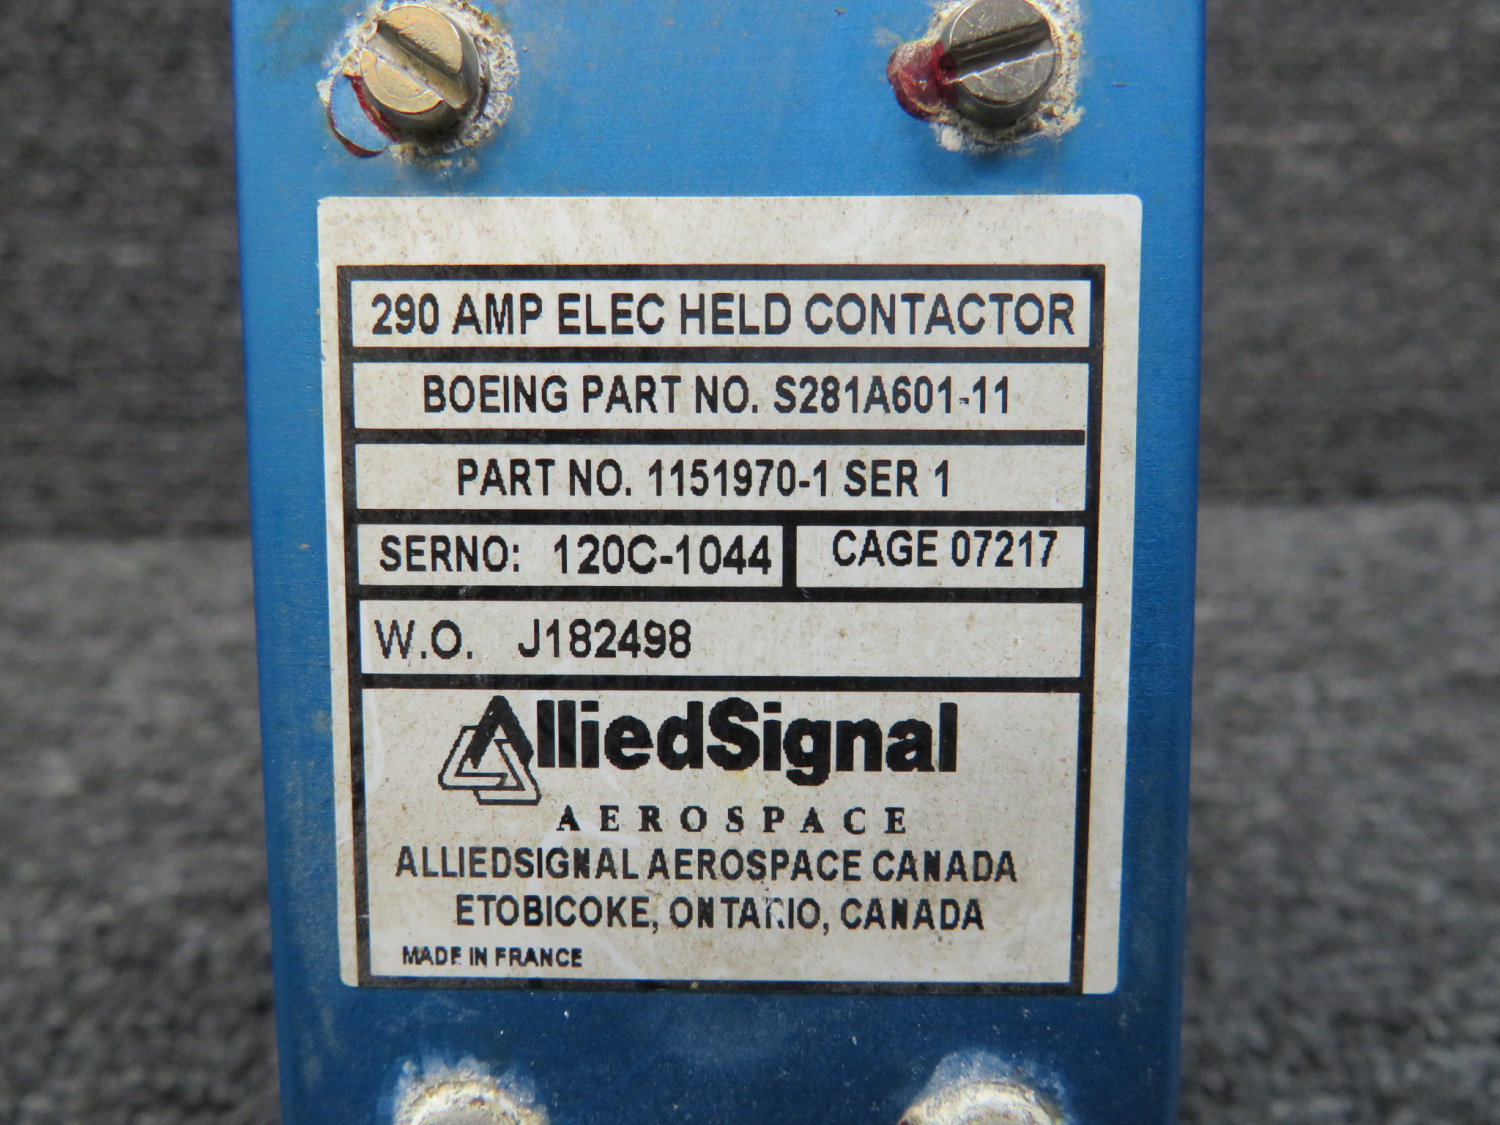 290 AMP ELEC HELD CONTACTOR
BOEING PART NO. S281A601-11
PART NO. 1151970-1 SER 1
SERNO: 120C-1044 CAGE 07217
W.O. J182498
AlliedSignal
AEROSPACE
ALLIEDSIGNAL AEROSPACE CANADA
ETOBICOKE, ONTARIO, CANADA
MADE IN FRANCE